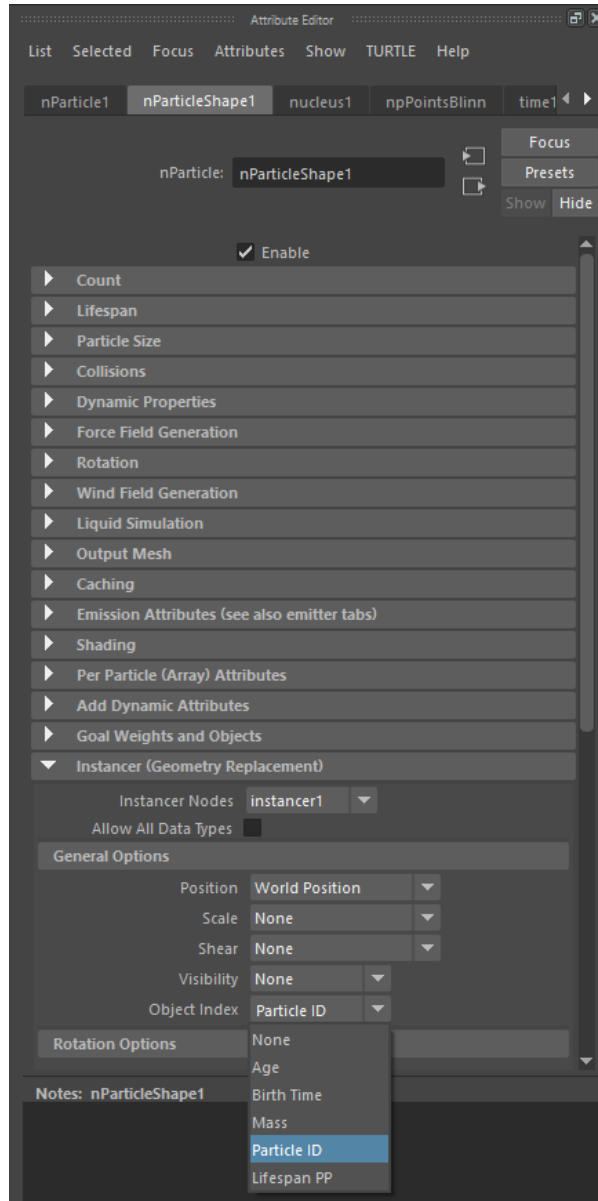 Attribute Editor
List Selected Focus Attributes Show TURTLE Help
nParticle1 nParticleShape1 nucleus1 npPointsBlinn time1
Focus
nParticle: nParticleShape1 Presets
Show Hide
Enable
Count
Lifespan
Particle Size
Collisions
Dynamic Properties
Force Field Generation
Rotation
Wind Field Generation
Liquid Simulation
Output Mesh
Caching
Emission Attributes (see also emitter tabs)
Shading
Per Particle (Array) Attributes
Add Dynamic Attributes
Goal Weights and Objects
Instancer (Geometry Replacement)
Instancer Nodes instancer1
Allow All Data Types
General Options
Position World Position
Scale None
Shear None
Visibility None
Object Index Particle ID
Rotation Options
None
Age
Notes: nParticleShape1
Birth Time
Mass
Particle ID
Lifespan PP